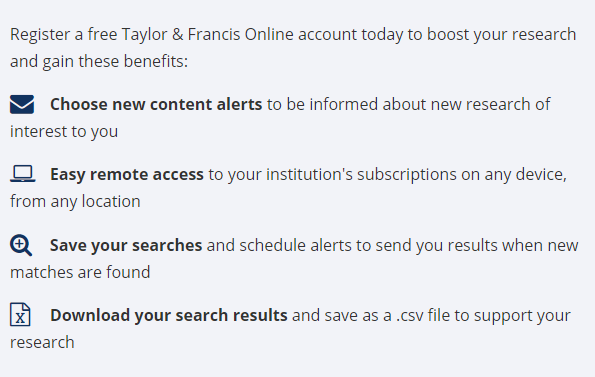 Register a free Taylor & Francis Online account today to boost your research
and gain these benefits:
Choose new content alerts to be informed about new research of
interest to you
Easy remote access to your institution's subscriptions on any device,
from any location
Save your searches and schedule alerts to send you results when new
matches are found
Download your search results and save as a .csv file to support your
research